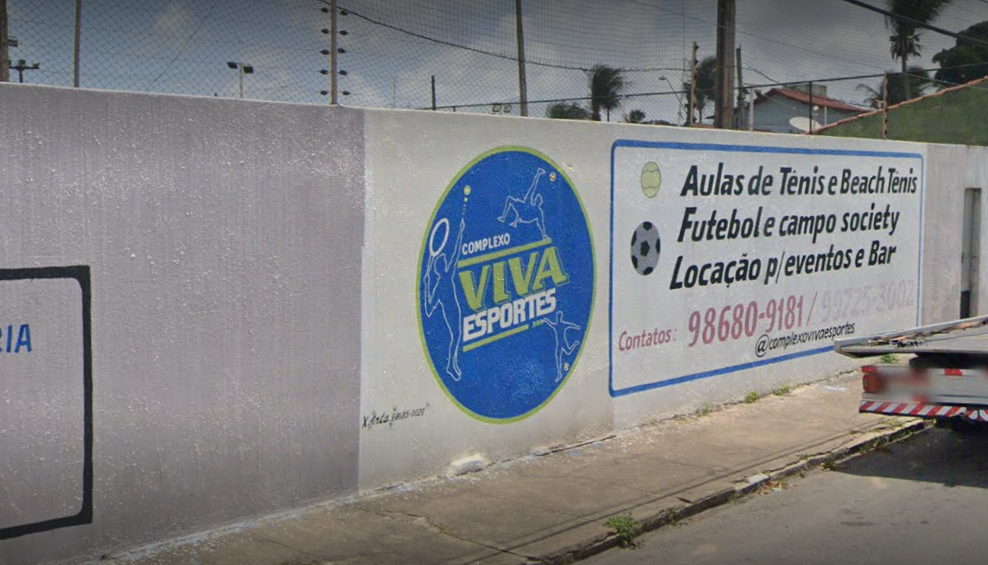 IA
COMPLEXO
VIVA
ESPORTES
Aulas de Tênis e Beach Tênis
Futebol e campo society
Locação p/ eventos e Bar
Contatos: 98680-9181 / 99225-3002
@complexovivaesportes